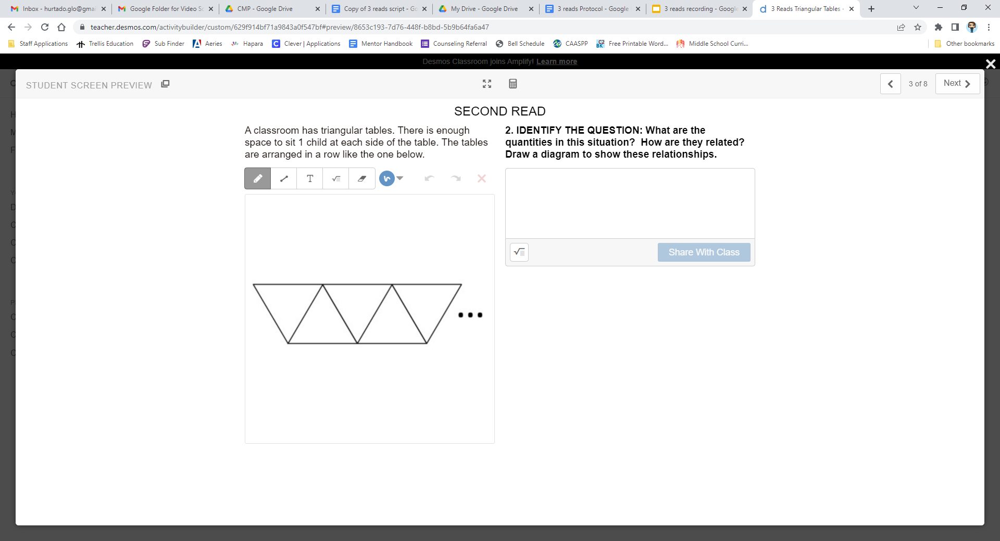 Inbox - hurtado.glo@gmai
Google Folder for Video Sc
CMP - Google Drive
Copy of 3 reads script - Go
My Drive - Google Drive
3 reads Protocol - Google
3 reads recording - Google
3 Reads Triangular Tables -
teacher.desmos.com/activitybuilder/custom/629f914bf71a9843a0f547bf#preview/8653c193-7d76-448f-b8bd-5b9b64fa6a47
Staff Applications
Trellis Education
Sub Finder
Aeries
Hapara
Clever | Applications
Mentor Handbook
Counseling Referral
Bell Schedule
CAASPP
Free Printable Word...
Middle School Curri...
Other bookmarks
Desmos Classroom joins Amplify! Learn more
STUDENT SCREEN PREVIEW
3 of 8
Next
SECOND READ
A classroom has triangular tables. There is enough
space to sit 1 child at each side of the table. The tables
are arranged in a row like the one below.
2. IDENTIFY THE QUESTION: What are the
quantities in this situation? How are they related?
Draw a diagram to show these relationships.
T
Share With Class